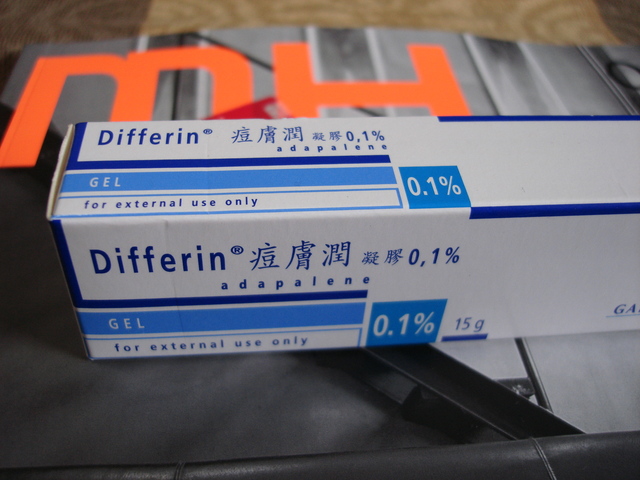 MH
Differin® 痘膚潤 凝膠 0,1%
adapalene
GEL
0.1%
for external use only
Differin® 痘膚潤 凝膠 0,1%
adapalene
GEL
0.1%
15 g
for external use only